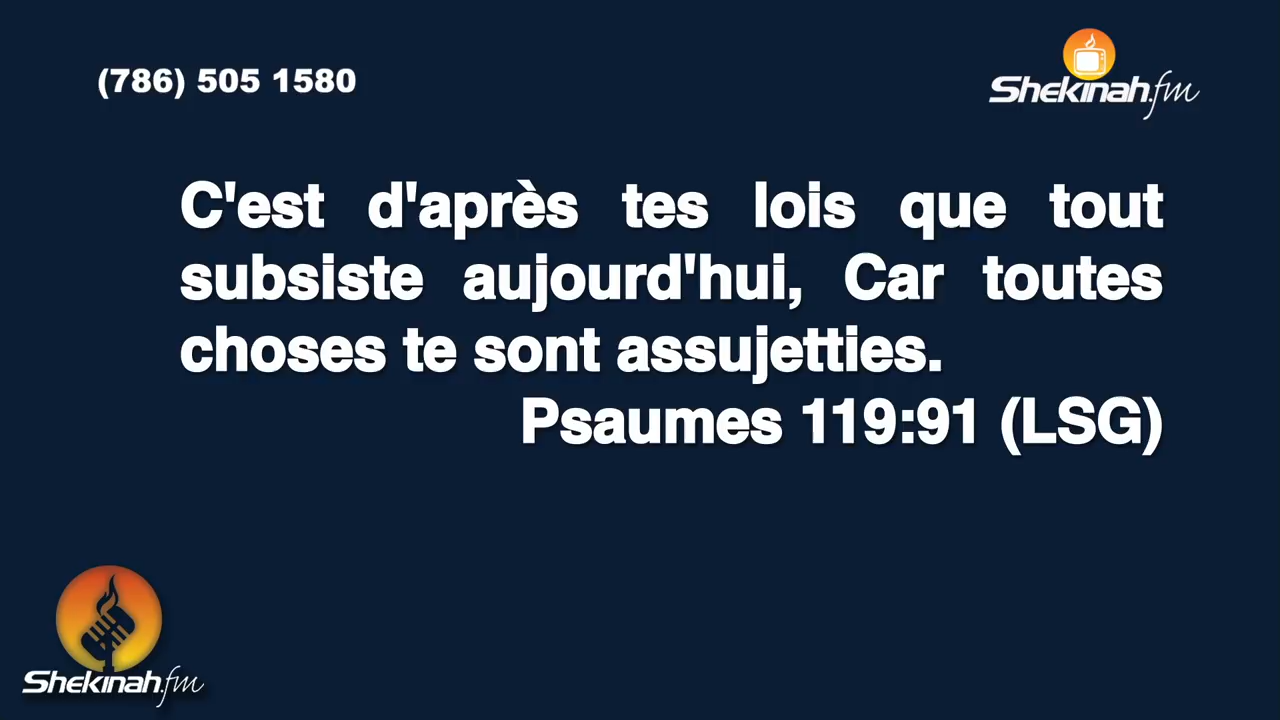 (786) 505 1580
Shekinah.fm
C'est d'après tes lois que tout
subsiste aujourd'hui, Car toutes
choses te sont assujetties.
Psaumes 119:91 (LSG)
Shekinah.fm